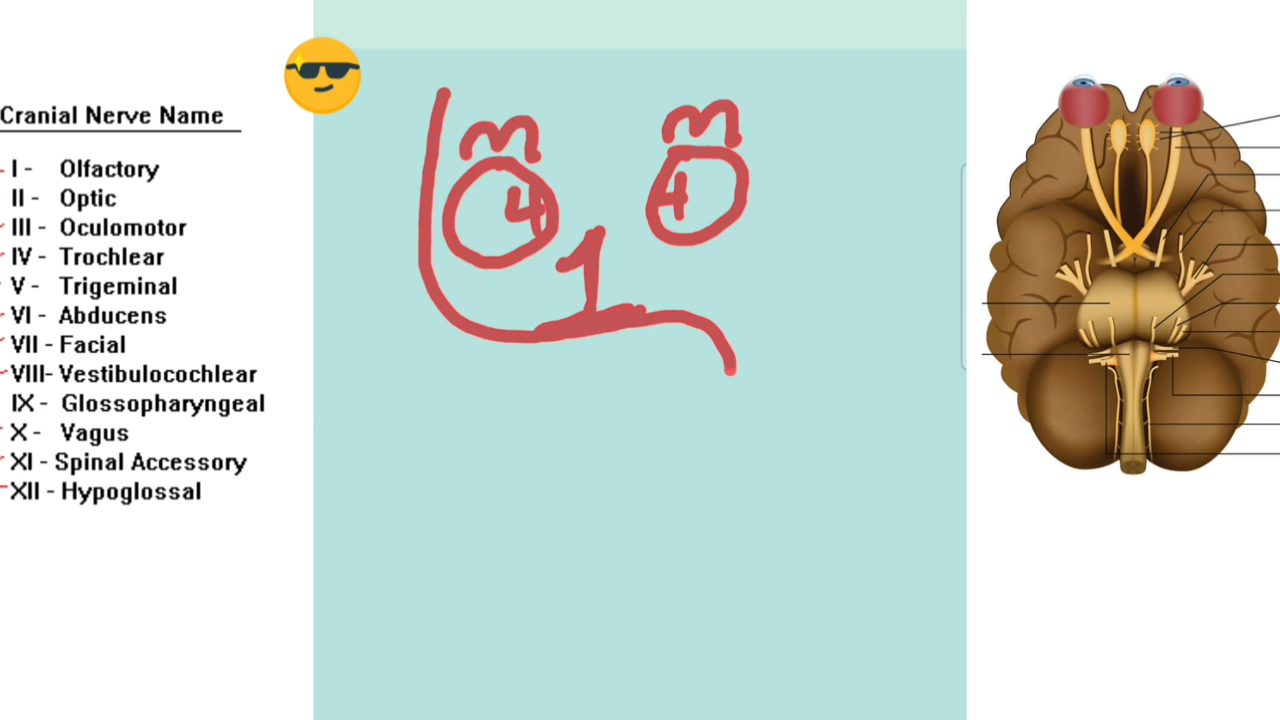 Cranial Nerve Name
I - Olfactory
II - Optic
III - Oculomotor
IV - Trochlear
V - Trigeminal
VI - Abducens
VII - Facial
VIII- Vestibulocochlear
IX - Glossopharyngeal
X - Vagus
XI - Spinal Accessory
XII - Hypoglossal
m m
4 4
1